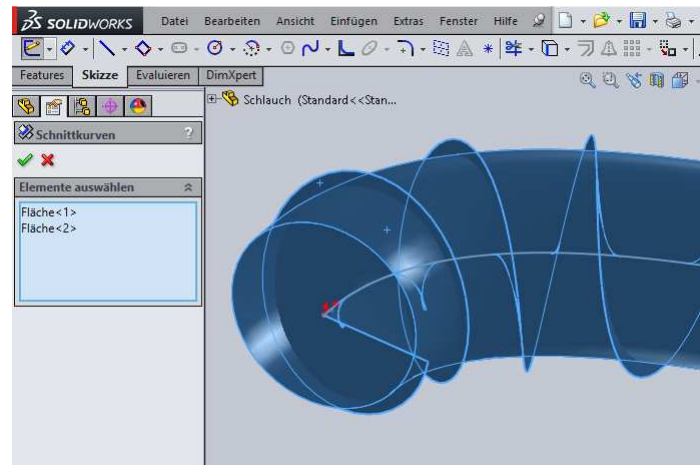 SOLIDWORKS Datei Bearbeiten Ansicht Einfügen Extras Fenster Hilfe
Features Skizze Evaluieren DimXpert
Schlauch (Standard<<Stan...
Schnittkurven ?
Elemente auswählen
Fläche<1>
Fläche<2>